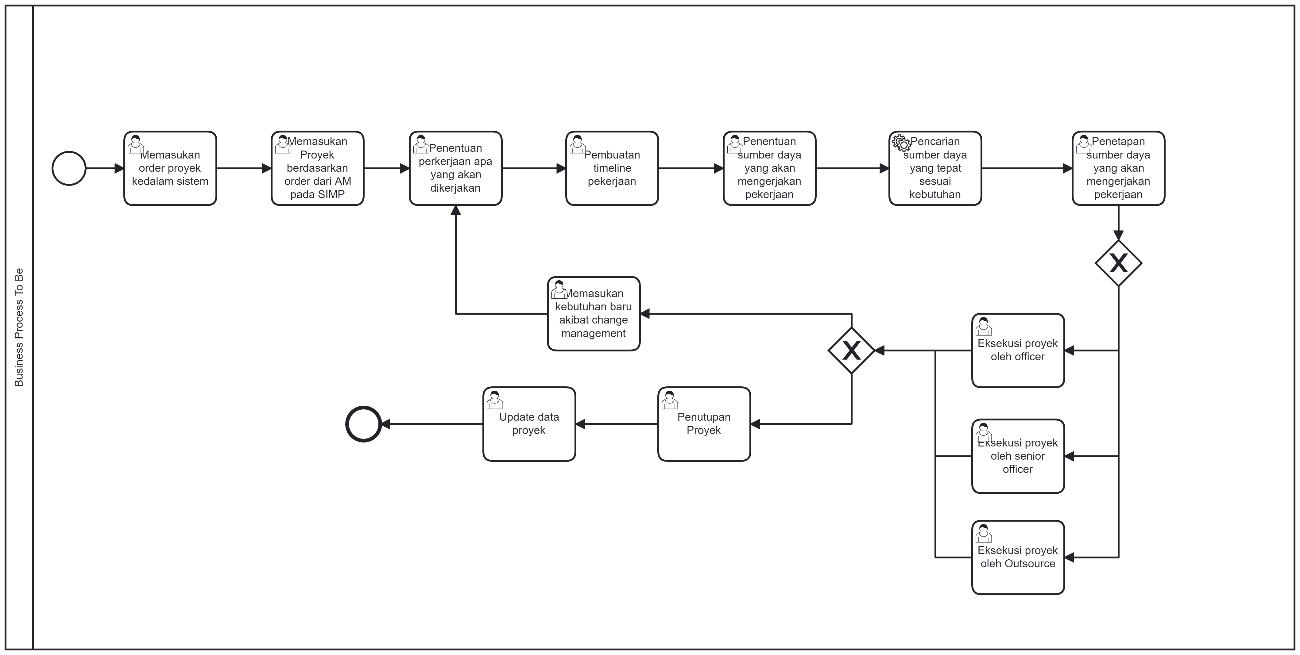 Business Process To Be
Memasukan
order proyek
kedalam sistem
Memasukan
Proyek
berdasarkan
order dari AM
pada SIMP
Penentuan
perkerjaan apa
yang akan
dikerjakan
Pembuatan
timeline
pekerjaan
Penentuan
sumber daya
yang akan
mengerjakan
pekerjaan
Pencarian
sumber daya
yang tepat
sesuai
kebutuhan
Penetapan
sumber daya
yang akan
mengerjakan
pekerjaan
X
Eksekusi proyek
oleh officer
Eksekusi proyek
oleh senior
officer
Eksekusi proyek
oleh Outsource
X
Memasukan
kebutuhan baru
akibat change
management
Penutupan
Proyek
Update data
proyek